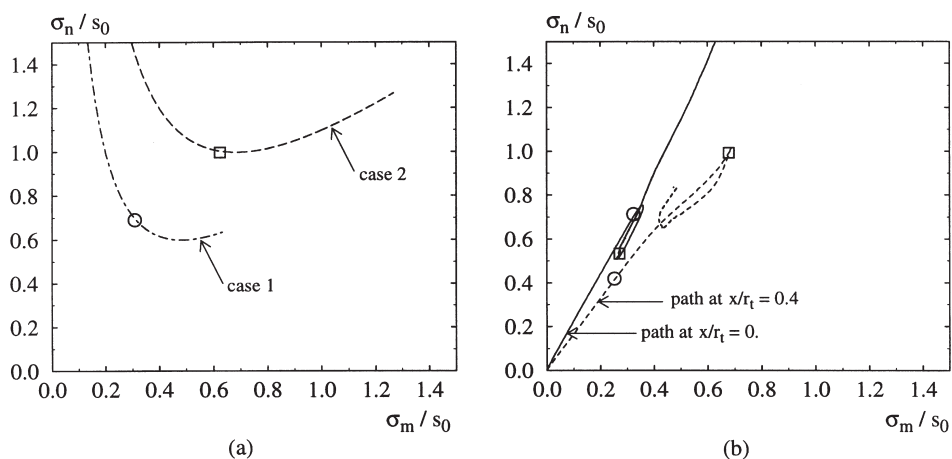 σn / s0
1.4
1.2
1.0
0.8
0.6
0.4
0.2
0.0
case 2
case 1
0.0 0.2 0.4 0.6 0.8 1.0 1.2 1.4
σm / s0
(a)
σn / s0
1.4
1.2
1.0
0.8
0.6
0.4
0.2
0.0
path at x/rt = 0.4
path at x/rt = 0.
0.0 0.2 0.4 0.6 0.8 1.0 1.2 1.4
σm / s0
(b)